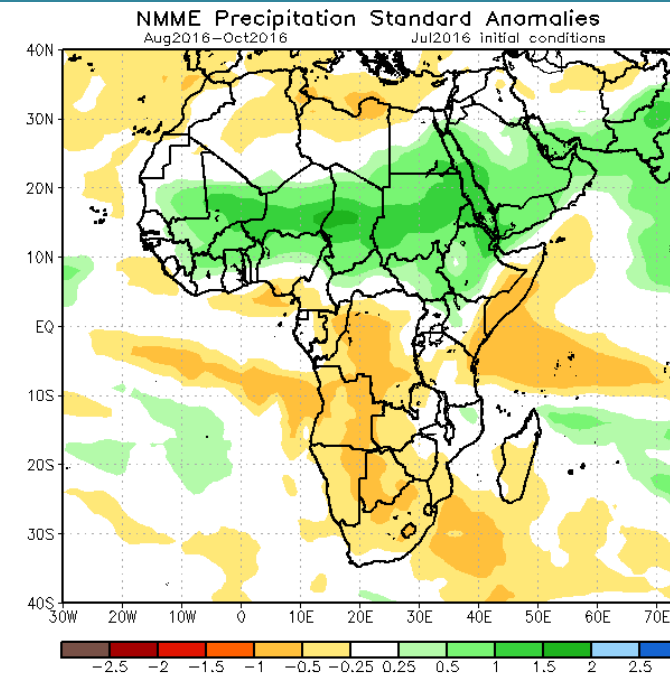 NMME Precipitation Standard Anomalies
Aug2016-Oct2016 Jul2016 initial conditions
40N
30N
20N
10N
EQ
10S
20S
30S
40S
30W 20W 10W 0 10E 20E 30E 40E 50E 60E 70E
-2.5 -2 -1.5 -1 -0.5 -0.25 0.25 0.5 1 1.5 2 2.5